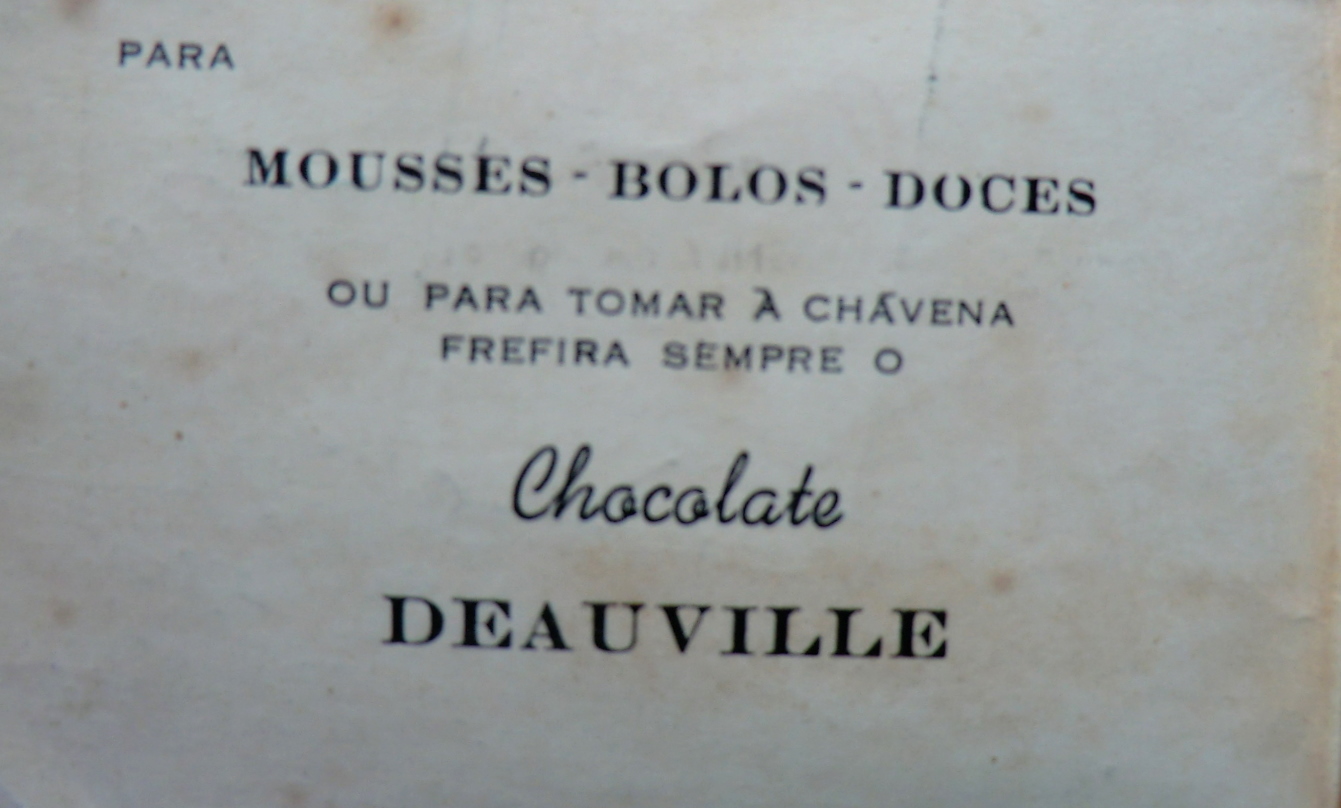 PARA
MOUSSES - BOLOS - DOCES
OU PARA TOMAR À CHÁVENA
FREFIRA SEMPRE O
Chocolate
DEAUVILLE